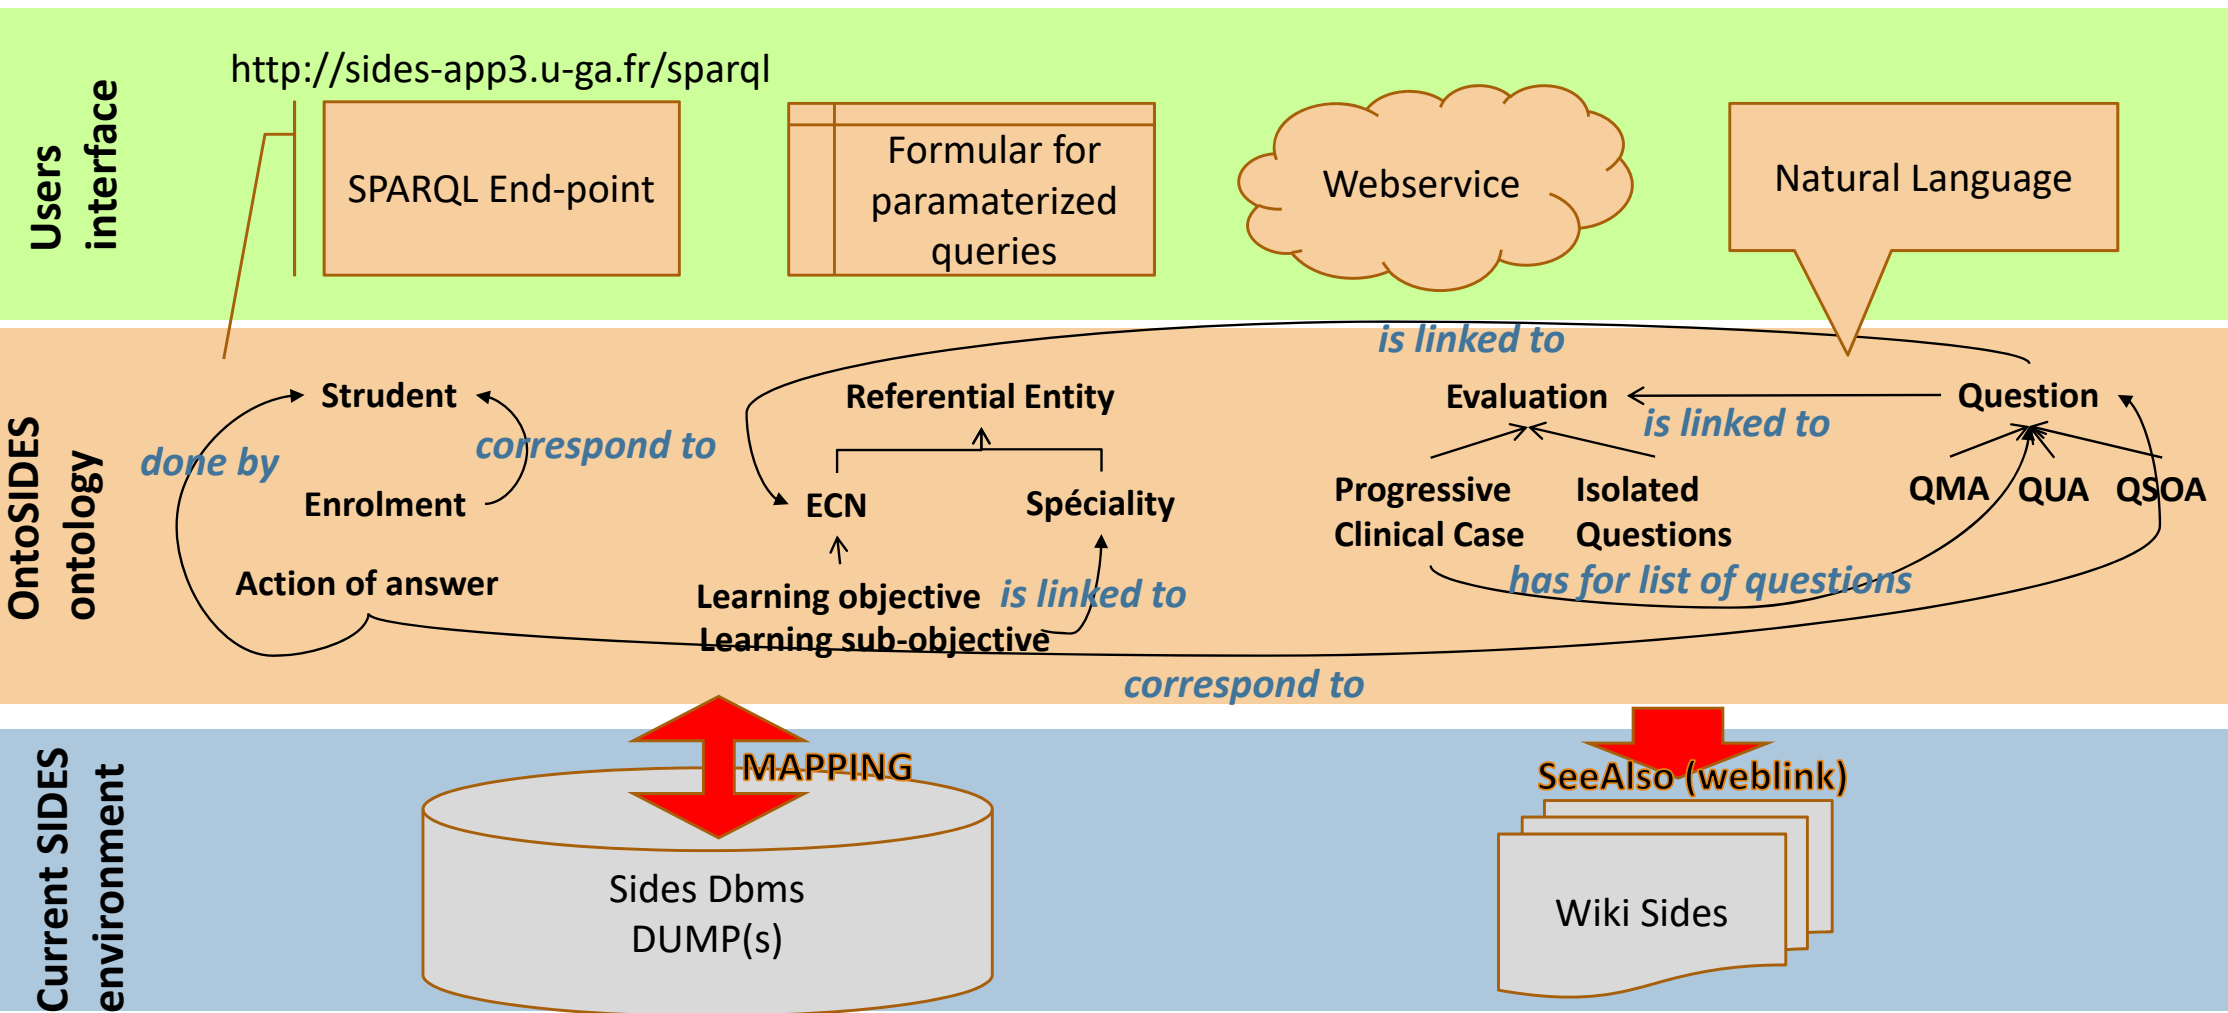 Users
interface
http://sides-app3.u-ga.fr/sparql
SPARQL End-point
Formular for
paramaterized
queries
Webservice
Natural Language
OntoSIDES
ontology
is linked to
Strudent
Referential Entity
Evaluation
Question
is linked to
done by
correspond to
Enrolment
ECN
Spéciality
Progressive
Clinical Case
Isolated
Questions
QMA
QUA
QSOA
Action of answer
Learning objective
Learning sub-objective
is linked to
has for list of questions
correspond to
Current SIDES
environment
MAPPING
SeeAlso (weblink)
Sides Dbms
DUMP(s)
Wiki Sides